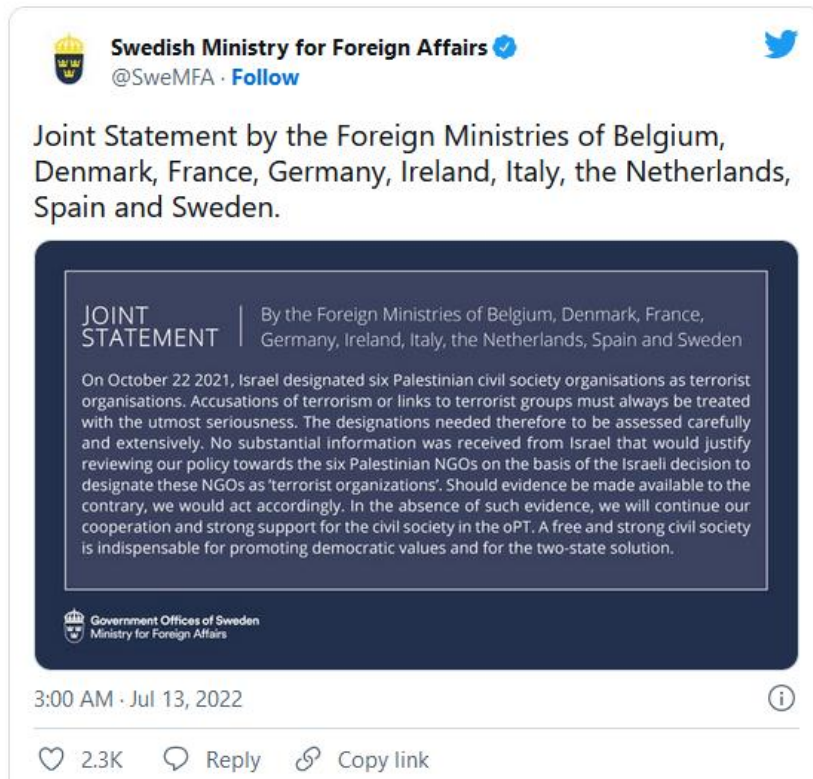 Swedish Ministry for Foreign Affairs
@SweMFA · Follow
Joint Statement by the Foreign Ministries of Belgium,
Denmark, France, Germany, Ireland, Italy, the Netherlands,
Spain and Sweden.
JOINT
STATEMENT
By the Foreign Ministries of Belgium, Denmark, France,
Germany, Ireland, Italy, the Netherlands, Spain and Sweden
On October 22 2021, Israel designated six Palestinian civil society organisations as terrorist
organisations. Accusations of terrorism or links to terrorist groups must always be treated
with the utmost seriousness. The designations needed therefore to be assessed carefully
and extensively. No substantial information was received from Israel that would justify
reviewing our policy towards the six Palestinian NGOs on the basis of the Israeli decision to
designate these NGOs as 'terrorist organizations'. Should evidence be made available to the
contrary, we would act accordingly. In the absence of such evidence, we will continue our
cooperation and strong support for the civil society in the oPT. A free and strong civil society
is indispensable for promoting democratic values and for the two-state solution.
Government Offices of Sweden
Ministry for Foreign Affairs
3:00 AM · Jul 13, 2022
2.3K Reply Copy link